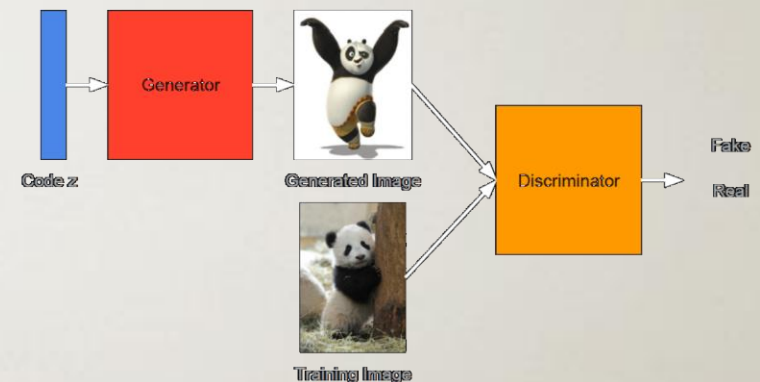 Generator
Code z
Generated Image
Discriminator
Fake
Real
Training Image